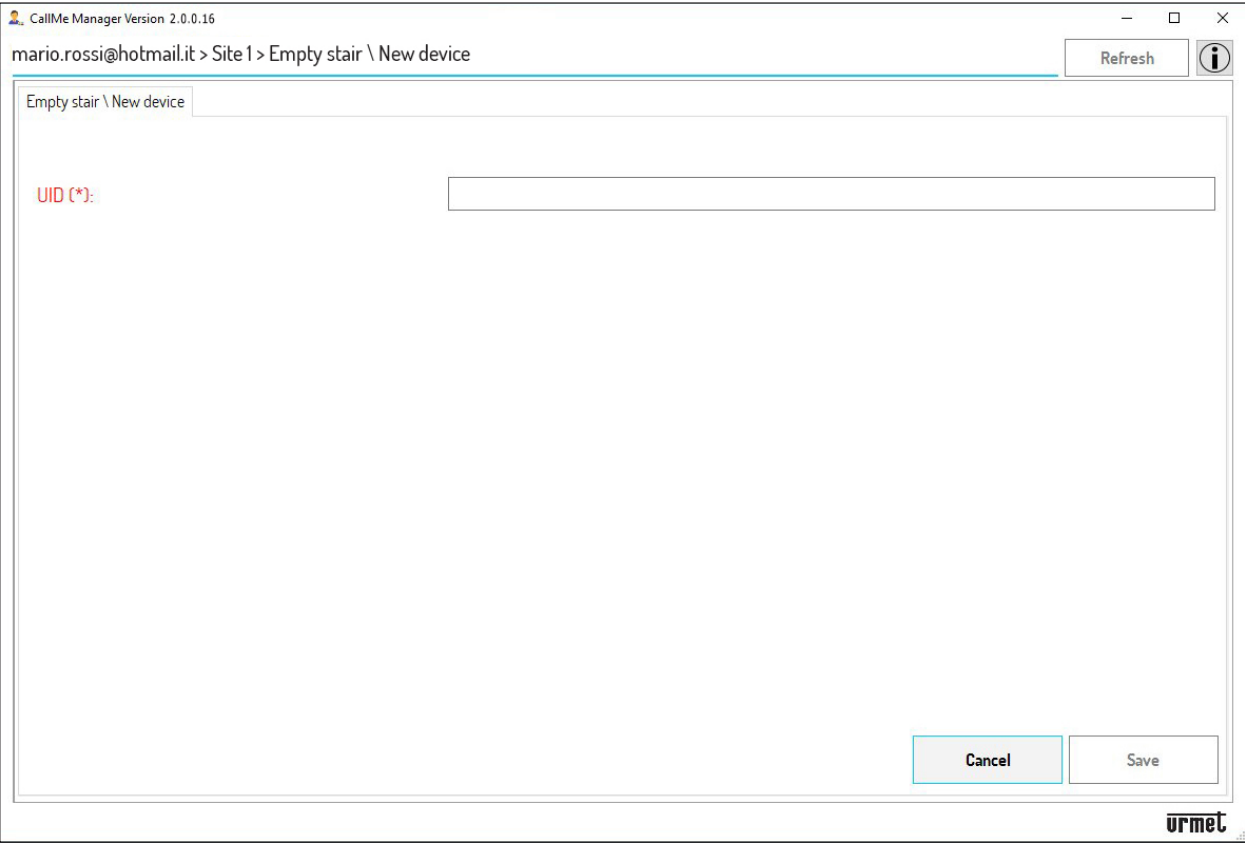 CallMe Manager Version 2.0.0.16
mario.rossi@hotmail.it > Site 1 > Empty stair \ New device
Refresh
Empty stair \ New device
UID (*):
Cancel
Save
urmet